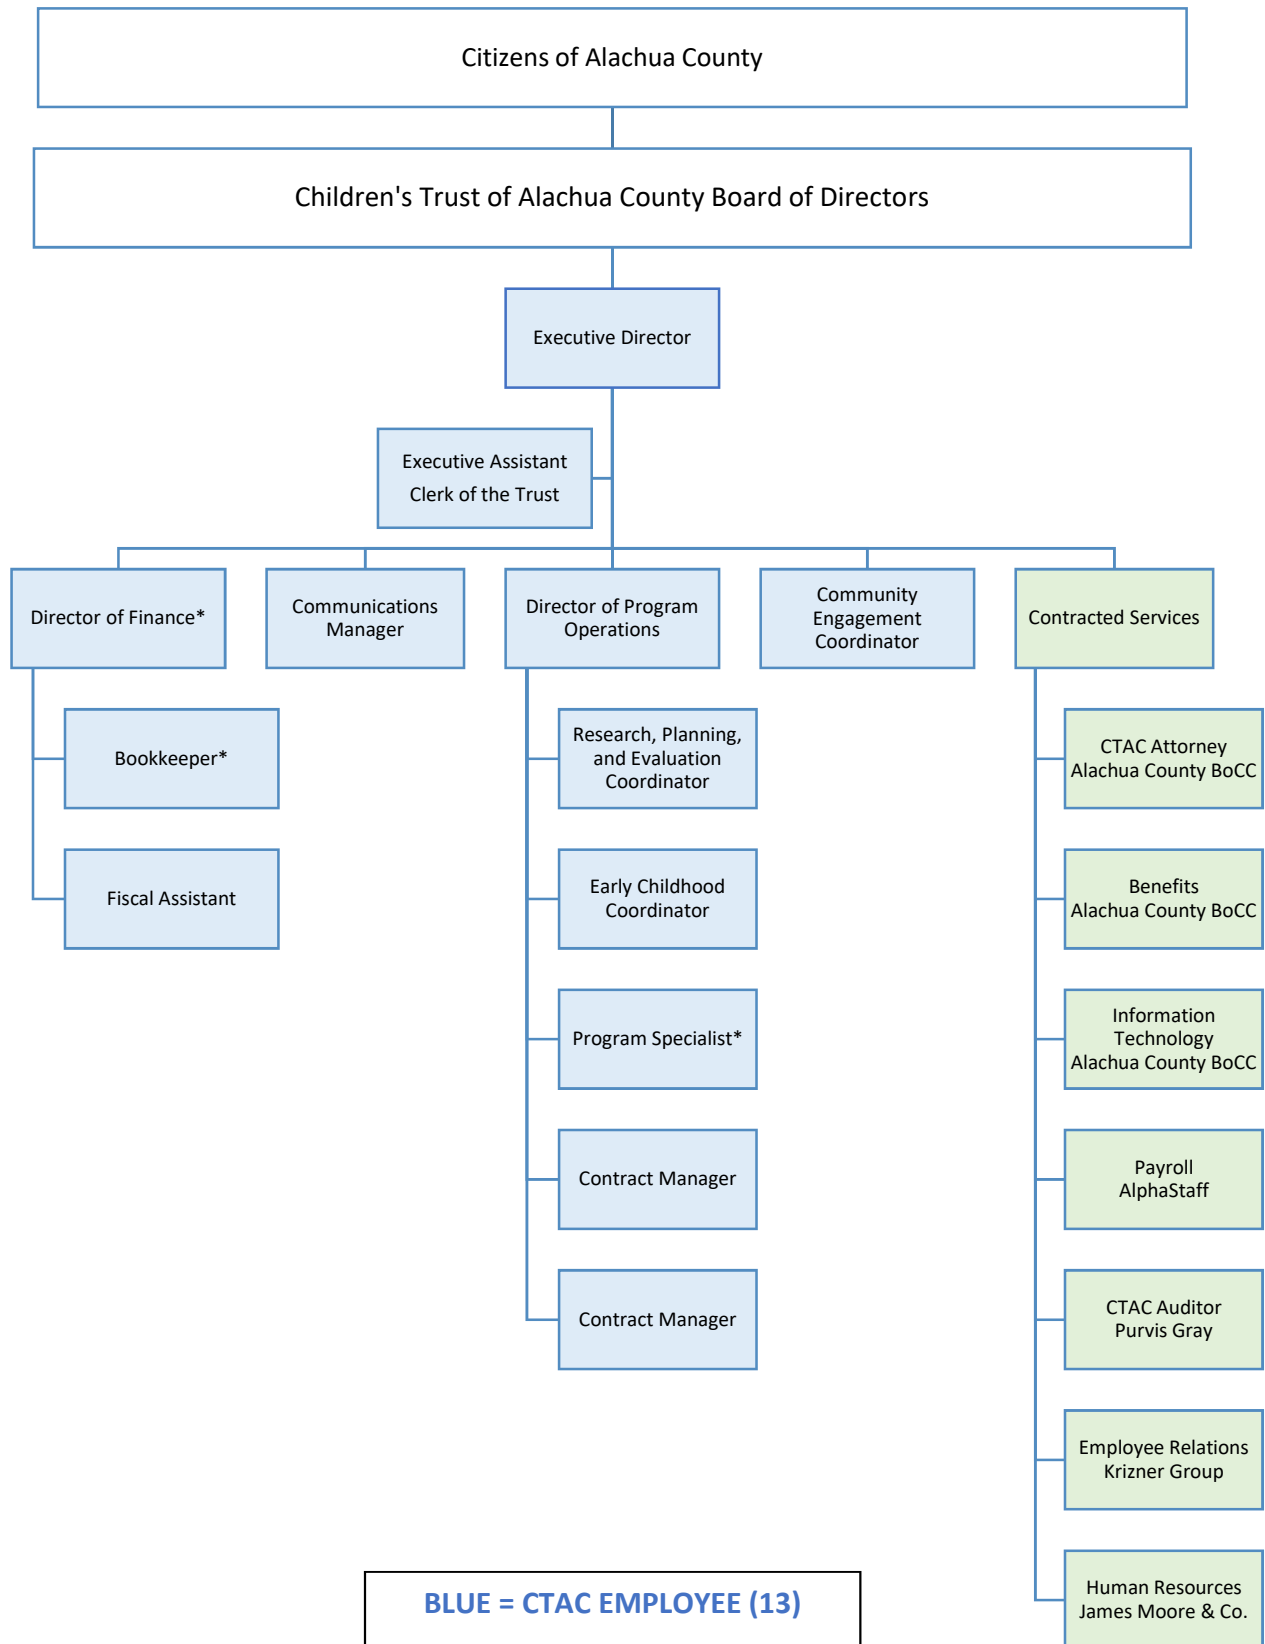 Citizens of Alachua County
Children's Trust of Alachua County Board of Directors
Executive Director
Executive Assistant
Clerk of the Trust
Director of Finance*
Communications
Manager
Director of Program
Operations
Community
Engagement
Coordinator
Contracted Services
Bookkeeper*
Fiscal Assistant
Research, Planning,
and Evaluation
Coordinator
Early Childhood
Coordinator
Program Specialist*
Contract Manager
Contract Manager
CTAC Attorney
Alachua County BoCC
Benefits
Alachua County BoCC
Information
Technology
Alachua County BoCC
Payroll
AlphaStaff
CTAC Auditor
Purvis Gray
Employee Relations
Krizner Group
Human Resources
James Moore & Co.
BLUE = CTAC EMPLOYEE (13)